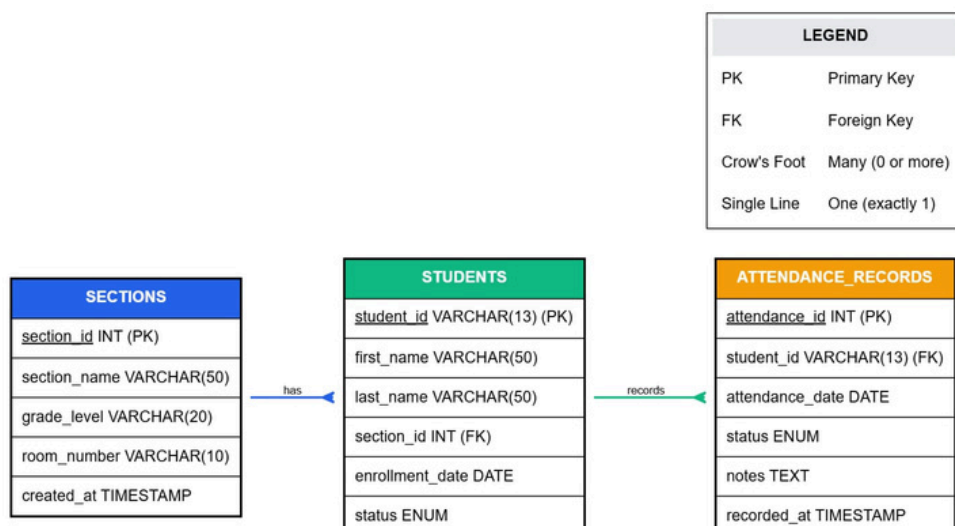 LEGEND
PK Primary Key
FK Foreign Key
Crow's Foot Many (0 or more)
Single Line One (exactly 1)
SECTIONS
section_id INT (PK)
section_name VARCHAR(50)
grade_level VARCHAR(20)
room_number VARCHAR(10)
created_at TIMESTAMP
has
STUDENTS
student_id VARCHAR(13) (PK)
first_name VARCHAR(50)
last_name VARCHAR(50)
section_id INT (FK)
enrollment_date DATE
status ENUM
records
ATTENDANCE_RECORDS
attendance_id INT (PK)
student_id VARCHAR(13) (FK)
attendance_date DATE
status ENUM
notes TEXT
recorded_at TIMESTAMP